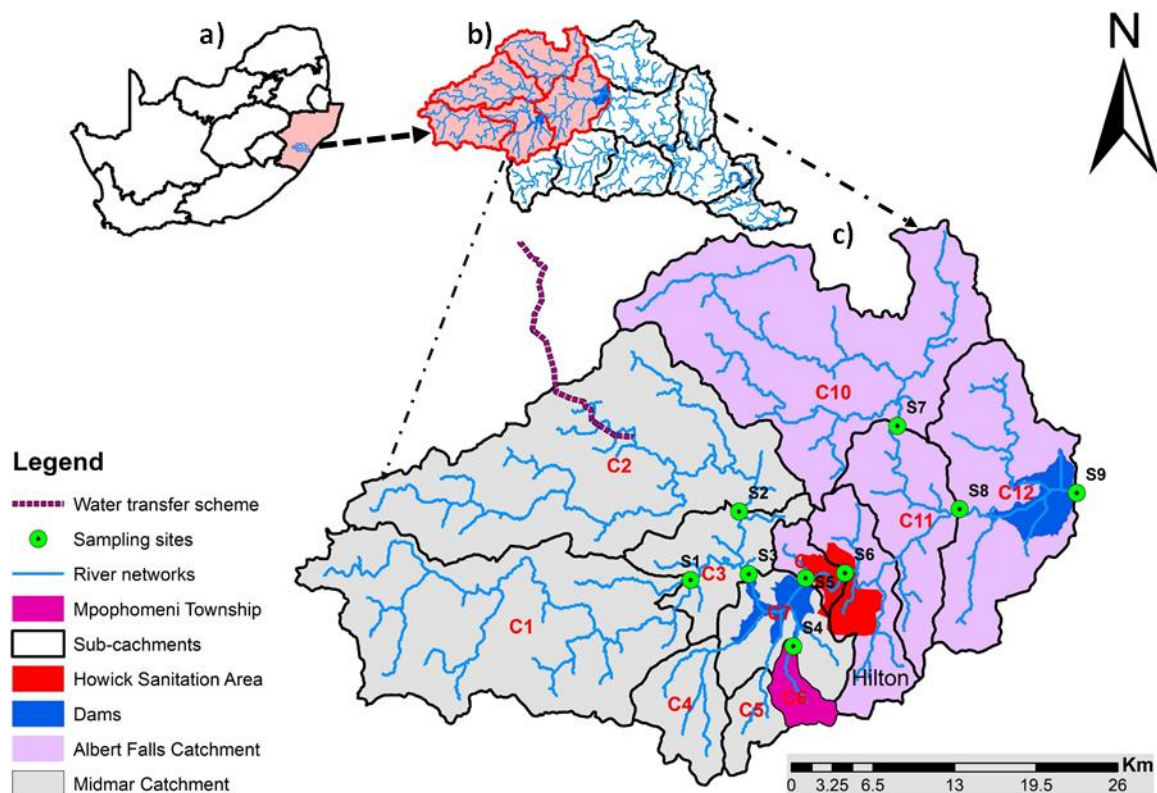 a)
b)
N
c)
C10
S7
C2
S2
C12
S9
S8
C11
S1
C3
S3
S6
S5
C7
C1
S4
C4
C5
C6
Hilton
Legend
Water transfer scheme
Sampling sites
River networks
Mpophomeni Township
Sub-cachments
Howick Sanitation Area
Dams
Albert Falls Catchment
Midmar Catchment
Km
0 3.25 6.5 13 19.5 26